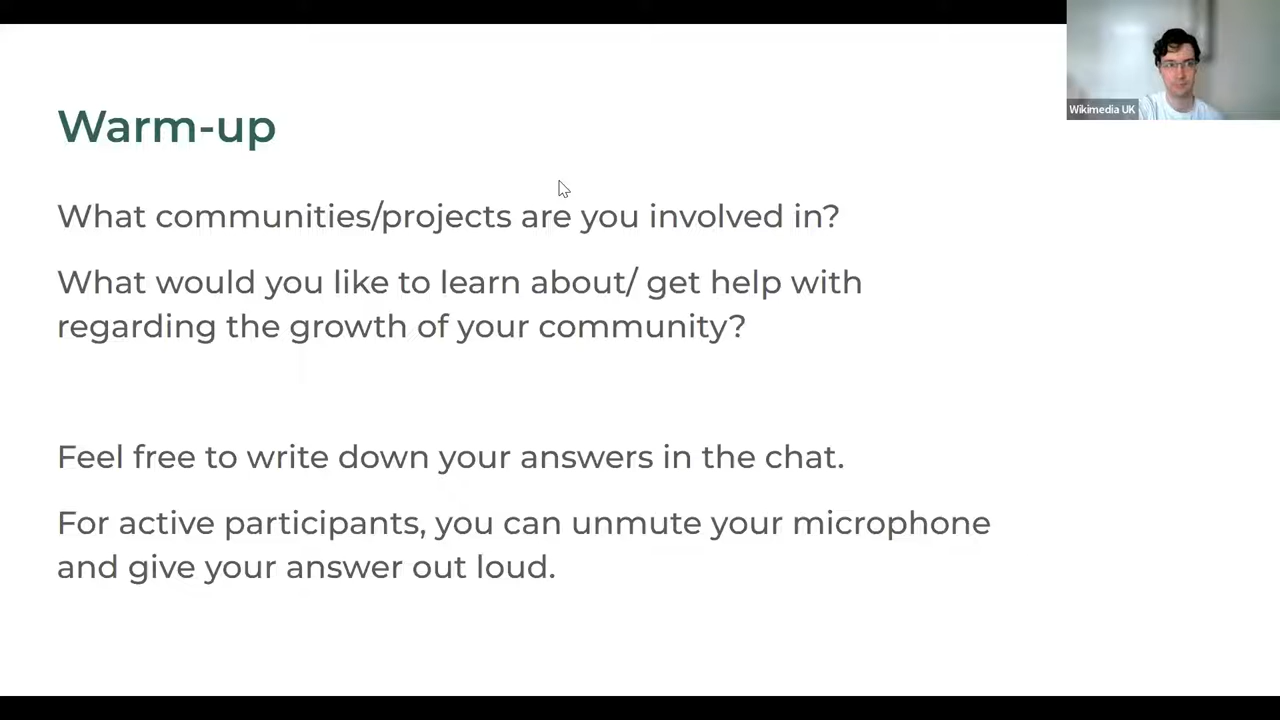 Warm-up
Wikimedia UK
What communities/projects are you involved in?
What would you like to learn about/ get help with
regarding the growth of your community?
Feel free to write down your answers in the chat.
For active participants, you can unmute your microphone
and give your answer out loud.